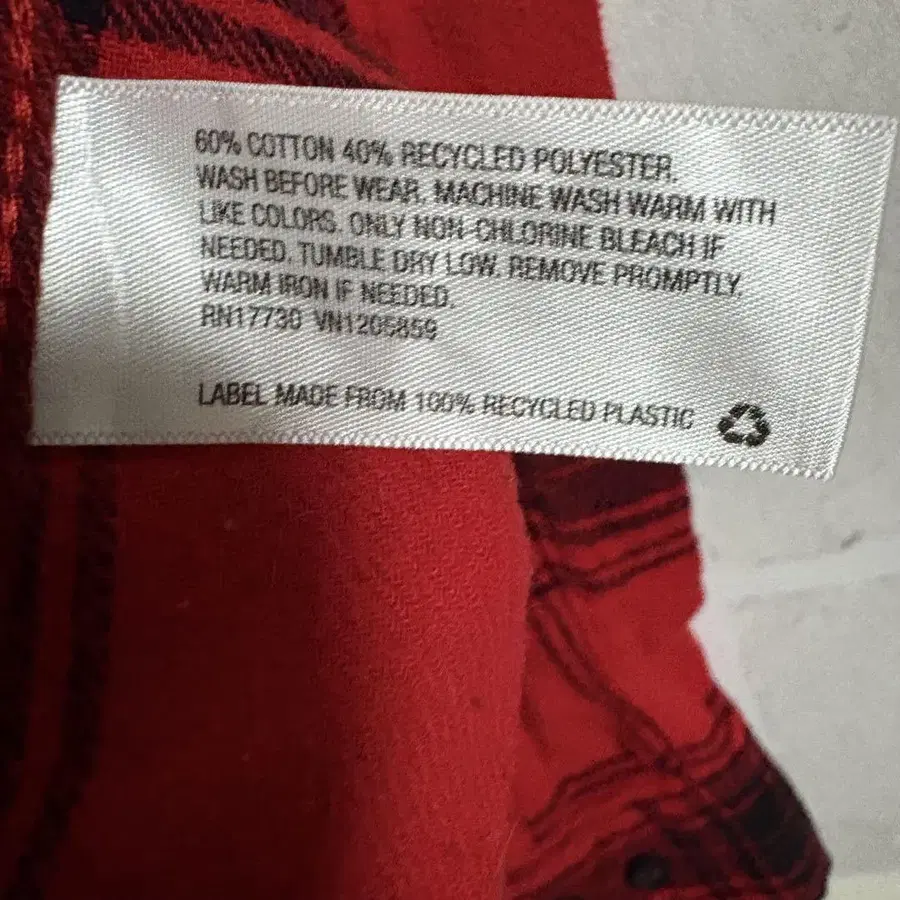 60% COTTON 40% RECYCLED POLYESTER.
WASH BEFORE WEAR. MACHINE WASH WARM WITH
LIKE COLORS. ONLY NON-CHLORINE BLEACH IF
NEEDED. TUMBLE DRY LOW. REMOVE PROMPTLY.
WARM IRON IF NEEDED.
RN17730 VN1205859
LABEL MADE FROM 100% RECYCLED PLASTIC